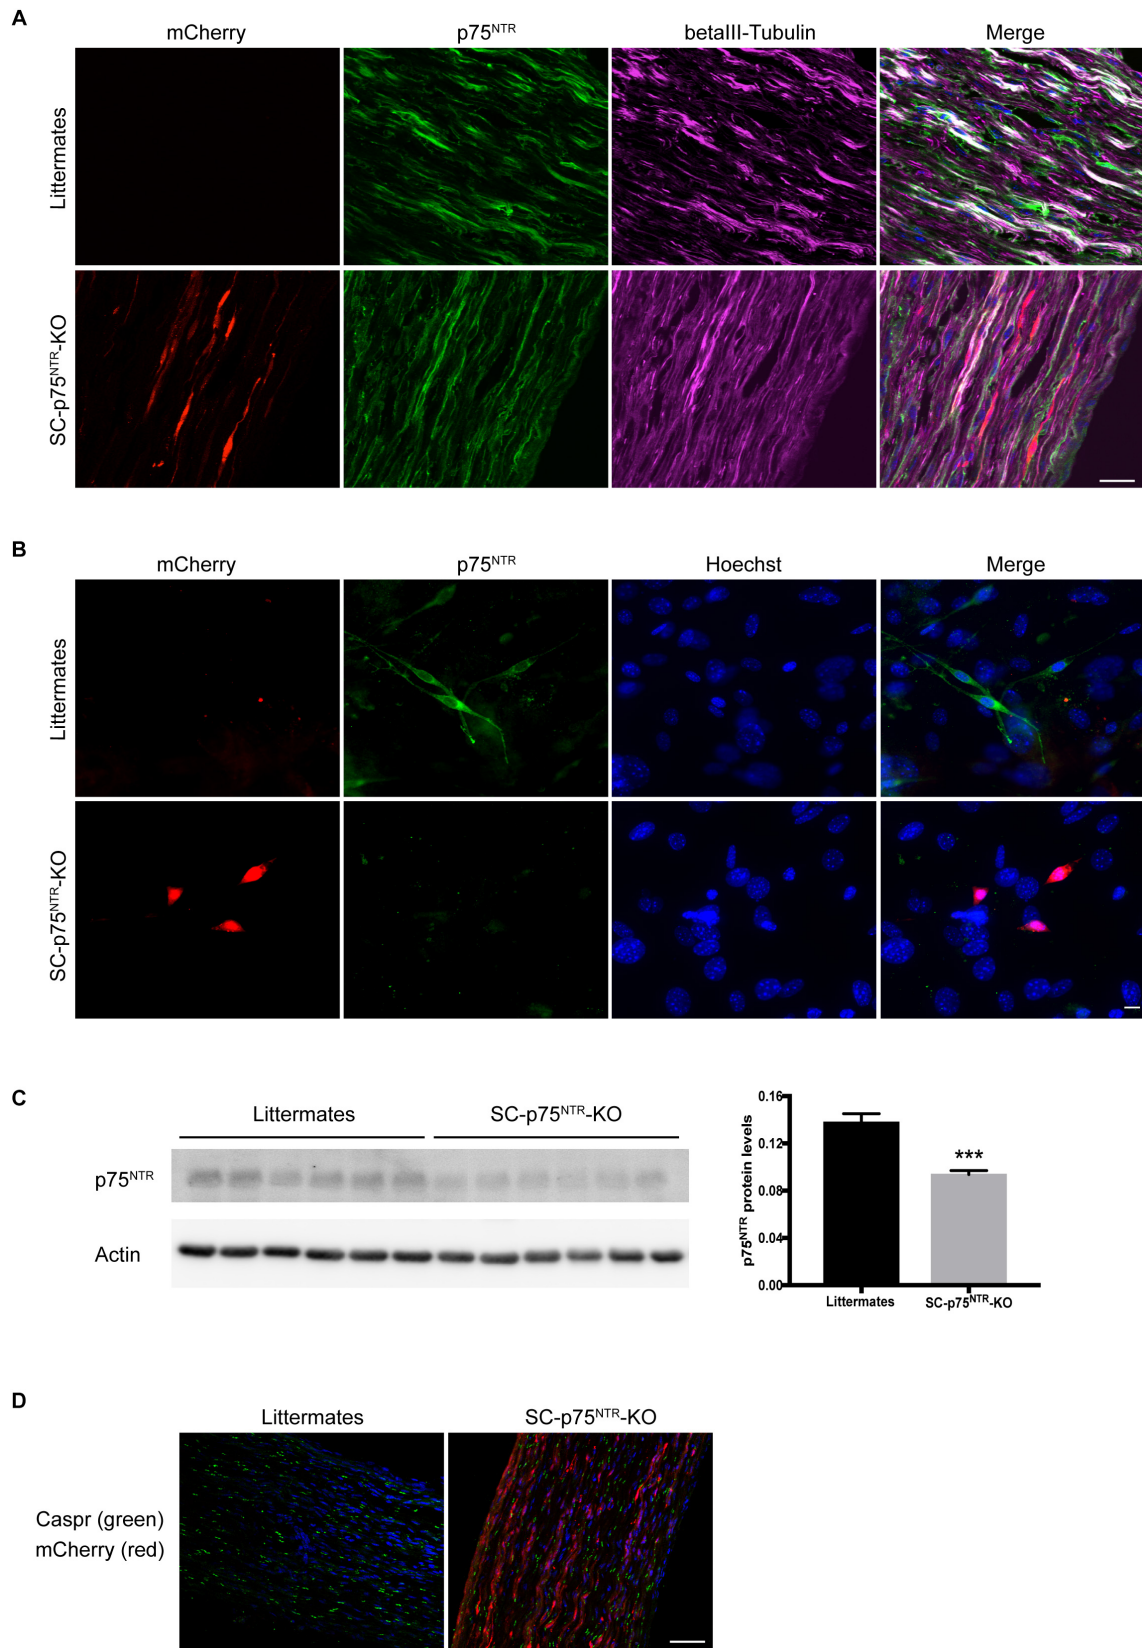 A
mCherry p75NTR betaIII-Tubulin Merge
Littermates
SC-p75NTR-KO
B
mCherry p75NTR Hoechst Merge
Littermates
SC-p75NTR-KO
C
Littermates SC-p75NTR-KO
p75NTR
Actin
p75NTR protein levels
0.16
0.12
0.08
0.04
0.00
***
Littermates SC-p75NTR-KO
D
Littermates SC-p75NTR-KO
Caspr (green)
mCherry (red)